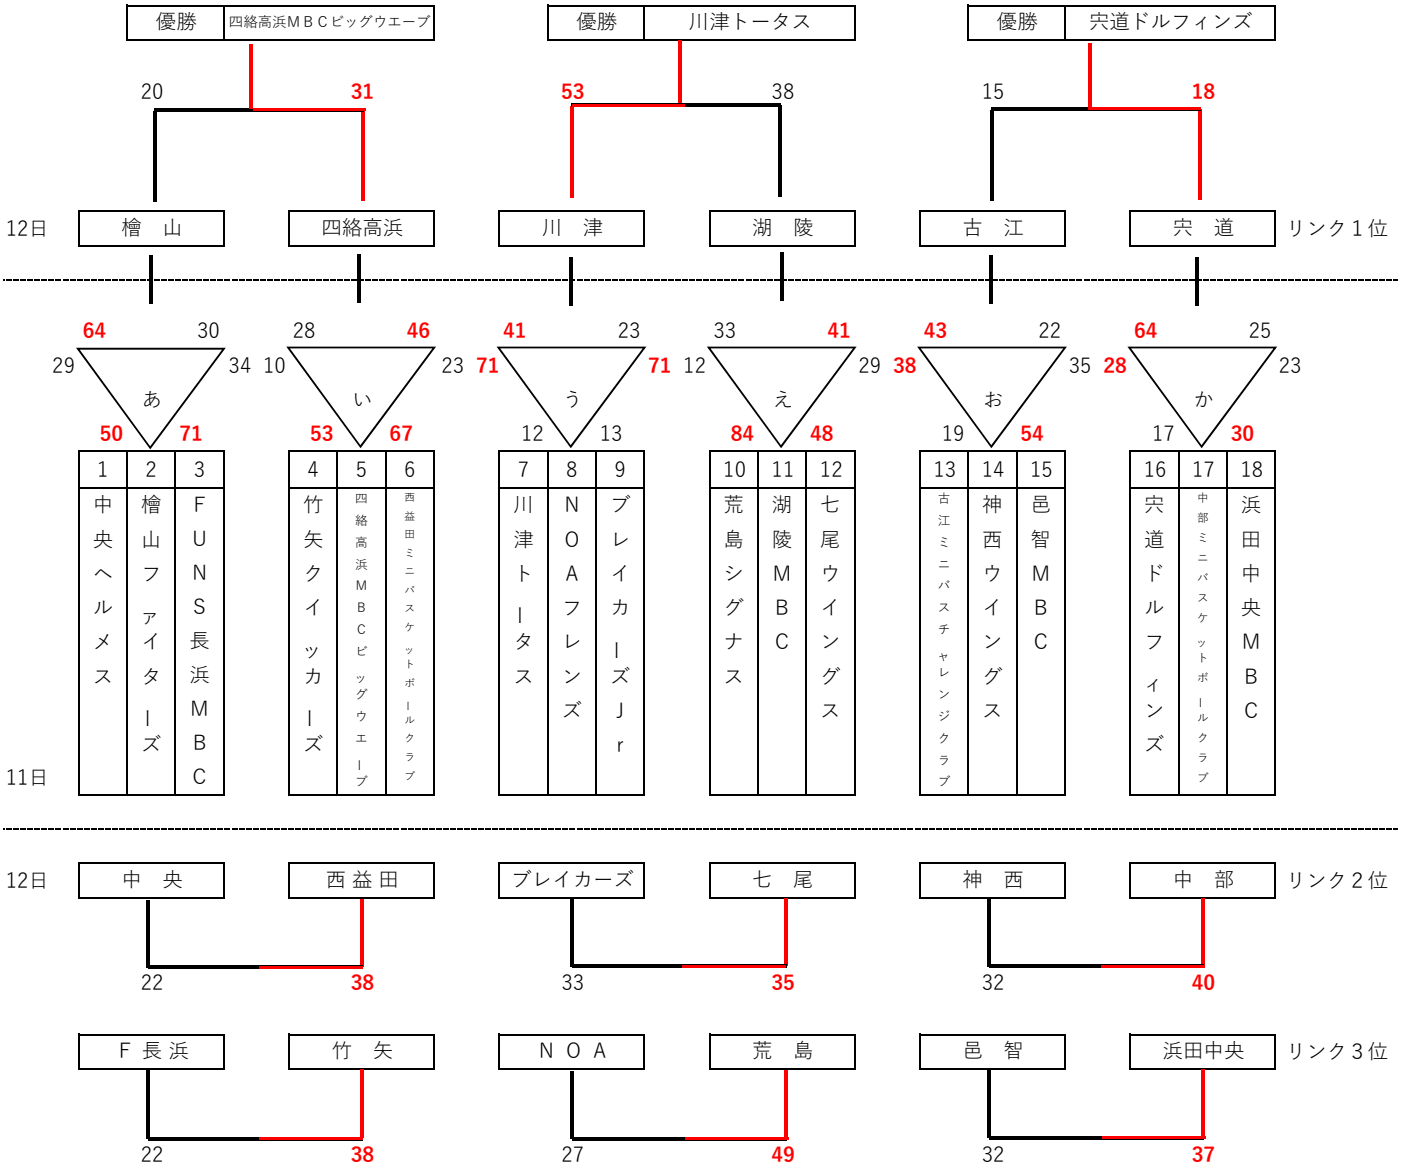 優勝 四絡高浜MBCビッグウエーブ 優勝 川津トータス 優勝 宍道ドルフィンズ
20 31 53 38 15 18
12日 檜 山 四絡高浜 川 津 湖 陵 古 江 宍 道 リンク1位
64 30 28 46 41 23 33 41 43 22 64 25
29 34 10 23 71 71 12 29 38 35 28 23
あ い う え お か
50 71 53 67 12 13 84 48 19 54 17 30
1 2 3 4 5 6 7 8 9 10 11 12 13 14 15 16 17 18
中央ヘルメス
檜山ファイターズ
FUNS長浜MBC
竹矢クイッカーズ
四絡高浜MBCビッグウエーブ
西益田ミニバスケットボールクラブ
川津トータス
NOAフレンズ
ブレイカーズJr
荒島シグナス
湖陵MBC
七尾ウイングス
古江ミニバスチャレンジクラブ
神西ウイングス
邑智MBC
宍道ドルフィンズ
中部ミニバスケットボールクラブ
浜田中央MBC
11日
12日 中 央 西益田 ブレイカーズ 七 尾 神 西 中 部 リンク2位
22 38 33 35 32 40
F長浜 竹 矢 NOA 荒 島 邑 智 浜田中央 リンク3位
22 38 27 49 32 37